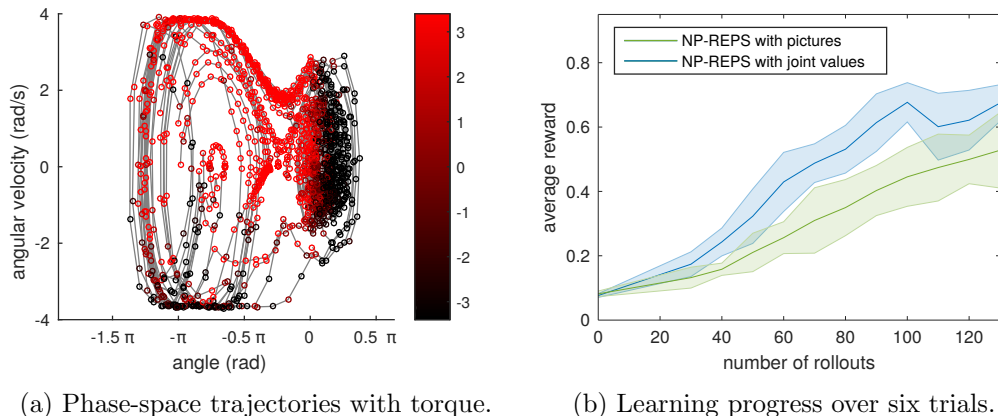 4
2
0
-2
-4
angular velocity (rad/s)
-1.5 π
-π
-0.5 π
0
0.5 π
angle (rad)
3
2
1
0
-1
-2
-3
(a) Phase-space trajectories with torque.
0.8
0.6
0.4
0.2
0
average reward
NP-REPS with pictures
NP-REPS with joint values
0
20
40
60
80
100
120
number of rollouts
(b) Learning progress over six trials.